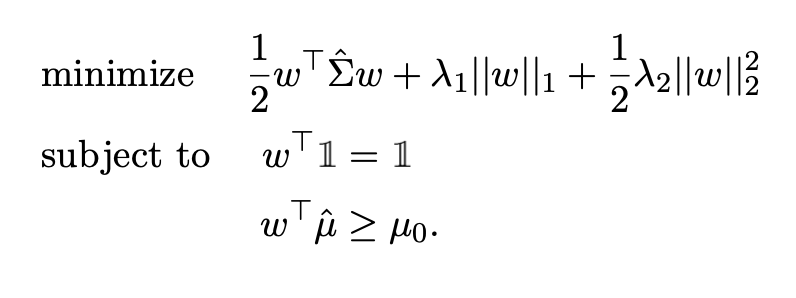 minimize $\frac{1}{2}w^\top \hat{\Sigma} w + \lambda_1 ||w||_1 + \frac{1}{2}\lambda_2 ||w||_2^2$
subject to $w^\top \mathbb{1} = \mathbb{1}$
$w^\top \hat{\mu} \geq \mu_0.$